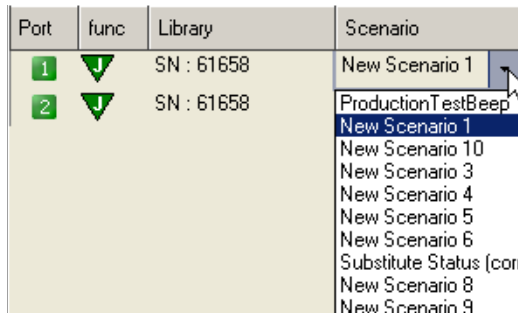 Port func Library Scenario
1 J SN : 61658 New Scenario 1
2 J SN : 61658
ProductionTestBeep
New Scenario 1
New Scenario 10
New Scenario 3
New Scenario 4
New Scenario 5
New Scenario 6
Substitute Status (cor
New Scenario 8
New Scenario 9